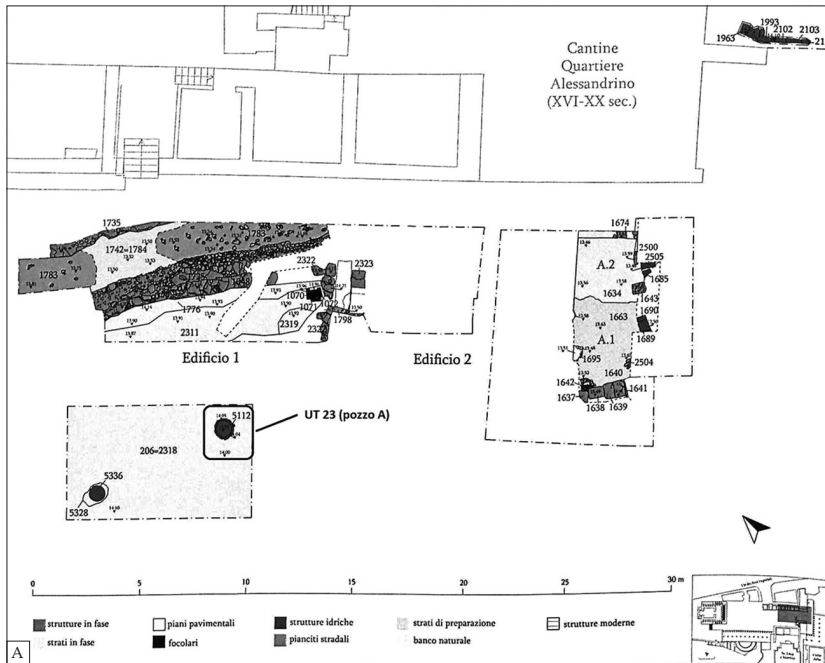 1993
2102
2103
1963
21
Cantine
Quartiere
Alessandrino
(XVI-XX sec.)
1735
1742=1784
1783
1783
2322
2323
1776
1070
1021
1022
1798
2311
2319
2322
Edificio 1
Edificio 2
1674
2500
2505
A.2
1685
1634
1643
1663
1690
A.1
1689
1695
2504
1640
1642
1641
1637
1638
1639
5112
UT 23 (pozzo A)
206=2318
5336
5328
0 5 10 15 20 25 30 m
strutture in fase
piani pavimentali
strutture idriche
strati di preparazione
strutture moderne
strati in fase
focolari
pianciti stradali
banco naturale
A